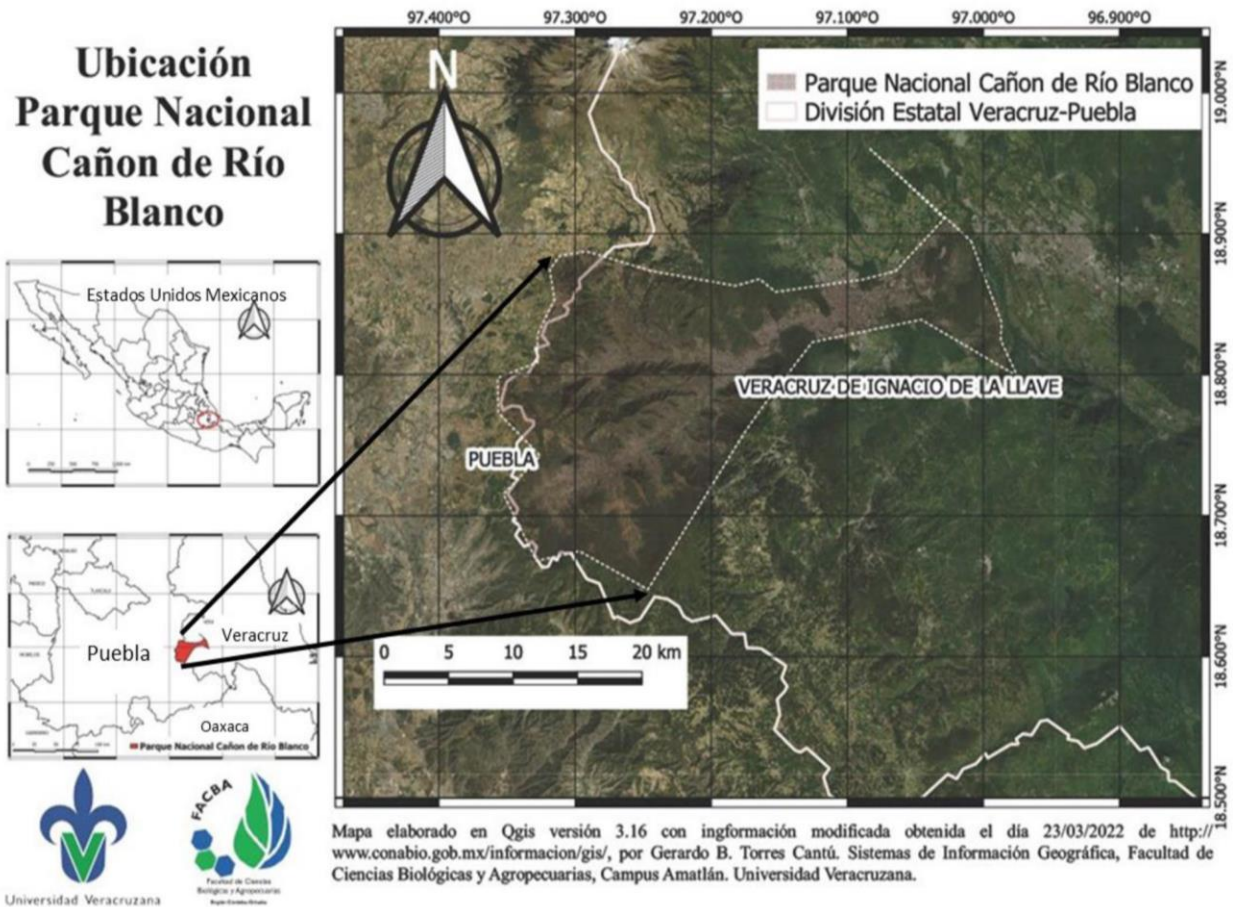 Ubicación
Parque Nacional
Cañon de Río
Blanco
Estados Unidos Mexicanos
Puebla
Veracruz
Oaxaca
Parque Nacional Cañon de Río Blanco
Universidad Veracruzana
FACBA
Facultad de Ciencias
Biológicas y Agropecuarias
97.400°O 97.300°O 97.200°O 97.100°O 97.000°O 96.900°O
N
Parque Nacional Cañon de Río Blanco
División Estatal Veracruz-Puebla
19.000°N
18.900°N
18.800°N
18.700°N
18.600°N
18.500°N
VERACRUZ DE IGNACIO DE LA LLAVE
PUEBLA
0 5 10 15 20 km
Mapa elaborado en Qgis versión 3.16 con ingformación modificada obtenida el día 23/03/2022 de http://
www.conabio.gob.mx/informacion/gis/, por Gerardo B. Torres Cantú. Sistemas de Información Geográfica, Facultad de
Ciencias Biológicas y Agropecuarias, Campus Amatlán. Universidad Veracruzana.